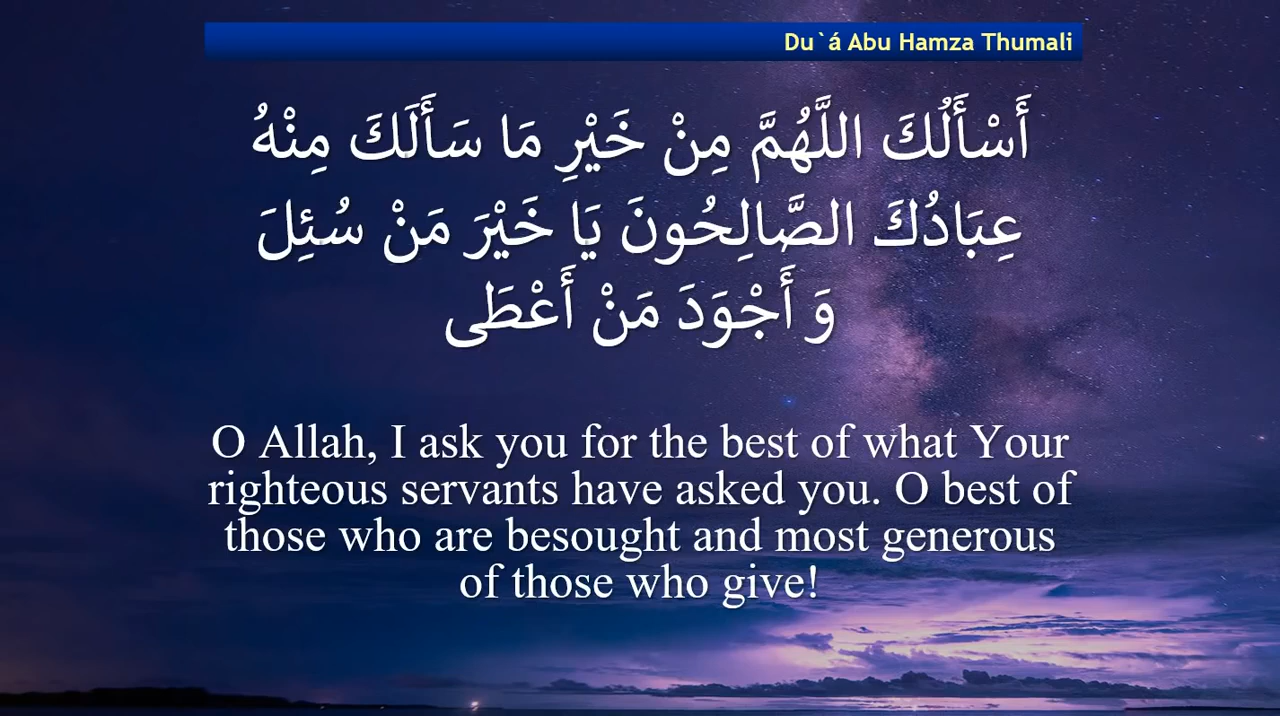 Du`á Abu Hamza Thumali
أَسْأَلُكَ اللَّهُمَّ مِنْ خَيْرِ مَا سَأَلَكَ مِنْهُ
عِبَادُكَ الصَّالِحُونَ يَا خَيْرَ مَنْ سُئِلَ
وَ أَجْوَدَ مَنْ أَعْطَى
O Allah, I ask you for the best of what Your
righteous servants have asked you. O best of
those who are besought and most generous
of those who give!